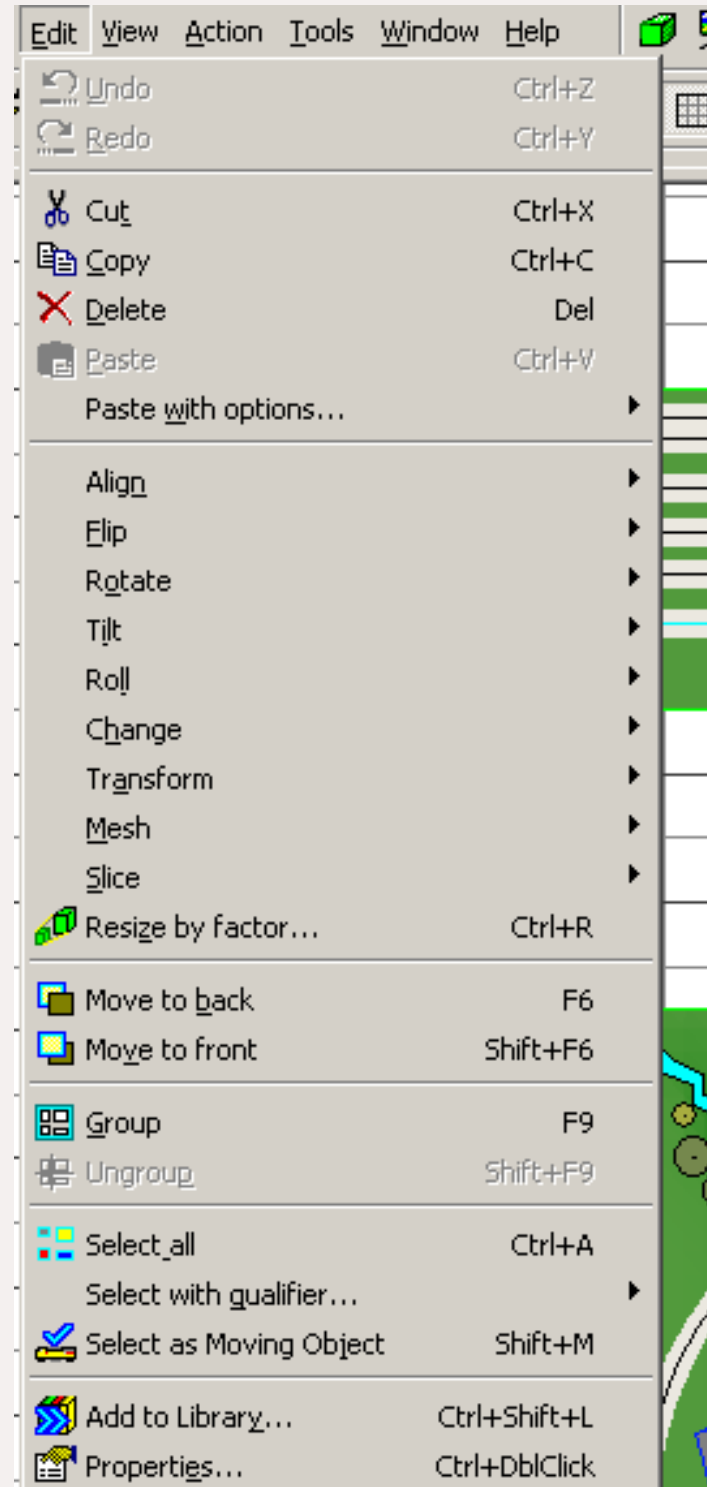 Edit View Action Tools Window Help
Undo Ctrl+Z
Redo Ctrl+Y
Cut Ctrl+X
Copy Ctrl+C
Delete Del
Paste Ctrl+V
Paste with options...
Align
Flip
Rotate
Tilt
Roll
Change
Transform
Mesh
Slice
Resize by factor... Ctrl+R
Move to back F6
Move to front Shift+F6
Group F9
Ungroup Shift+F9
Select all Ctrl+A
Select with qualifier...
Select as Moving Object Shift+M
Add to Library... Ctrl+Shift+L
Properties... Ctrl+DblClick